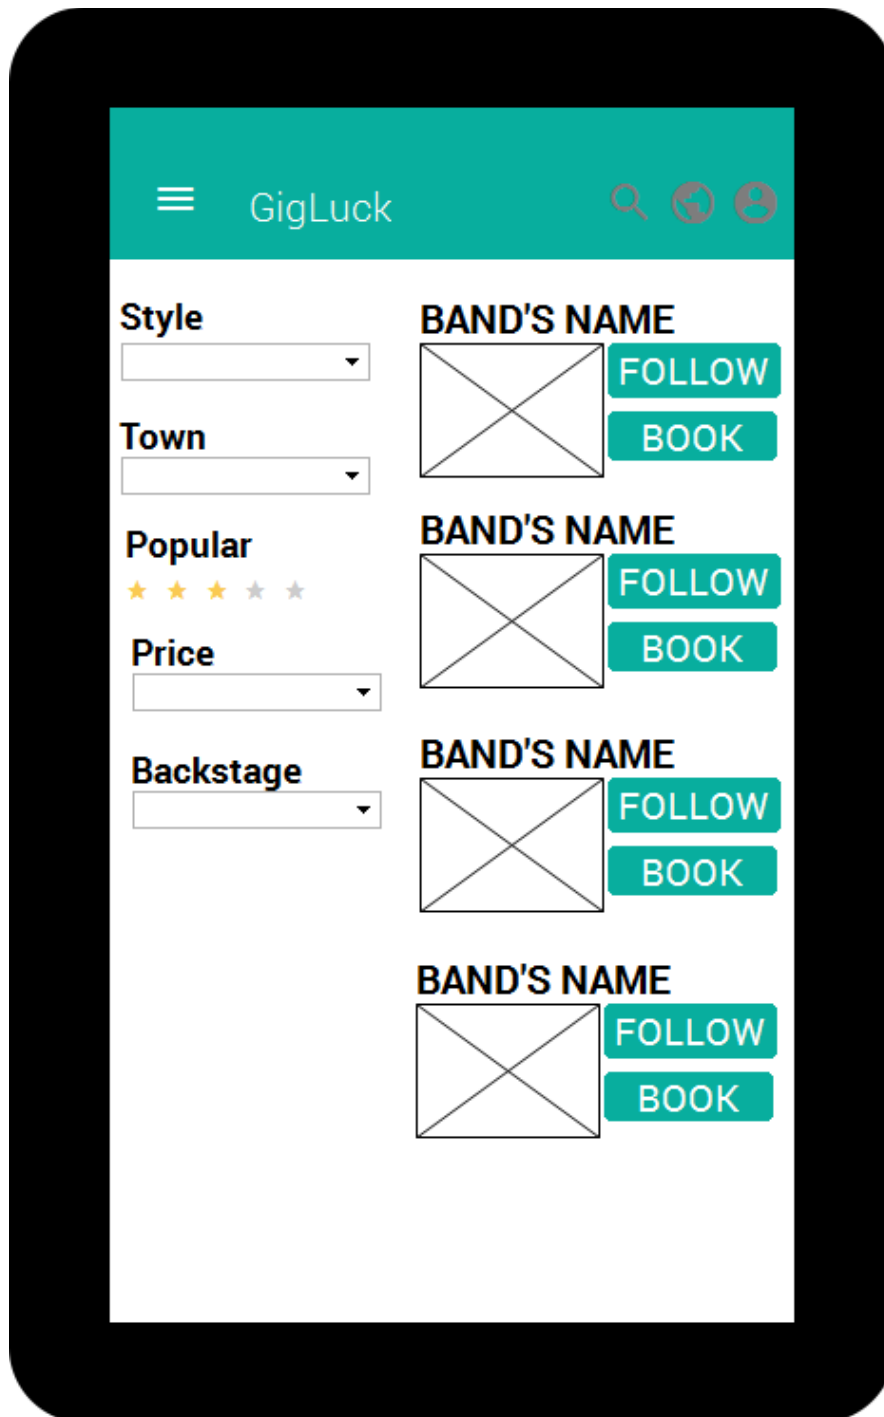 GigLuck
Style
Town
Popular
Price
Backstage
BAND'S NAME
FOLLOW
BOOK
BAND'S NAME
FOLLOW
BOOK
BAND'S NAME
FOLLOW
BOOK
BAND'S NAME
FOLLOW
BOOK